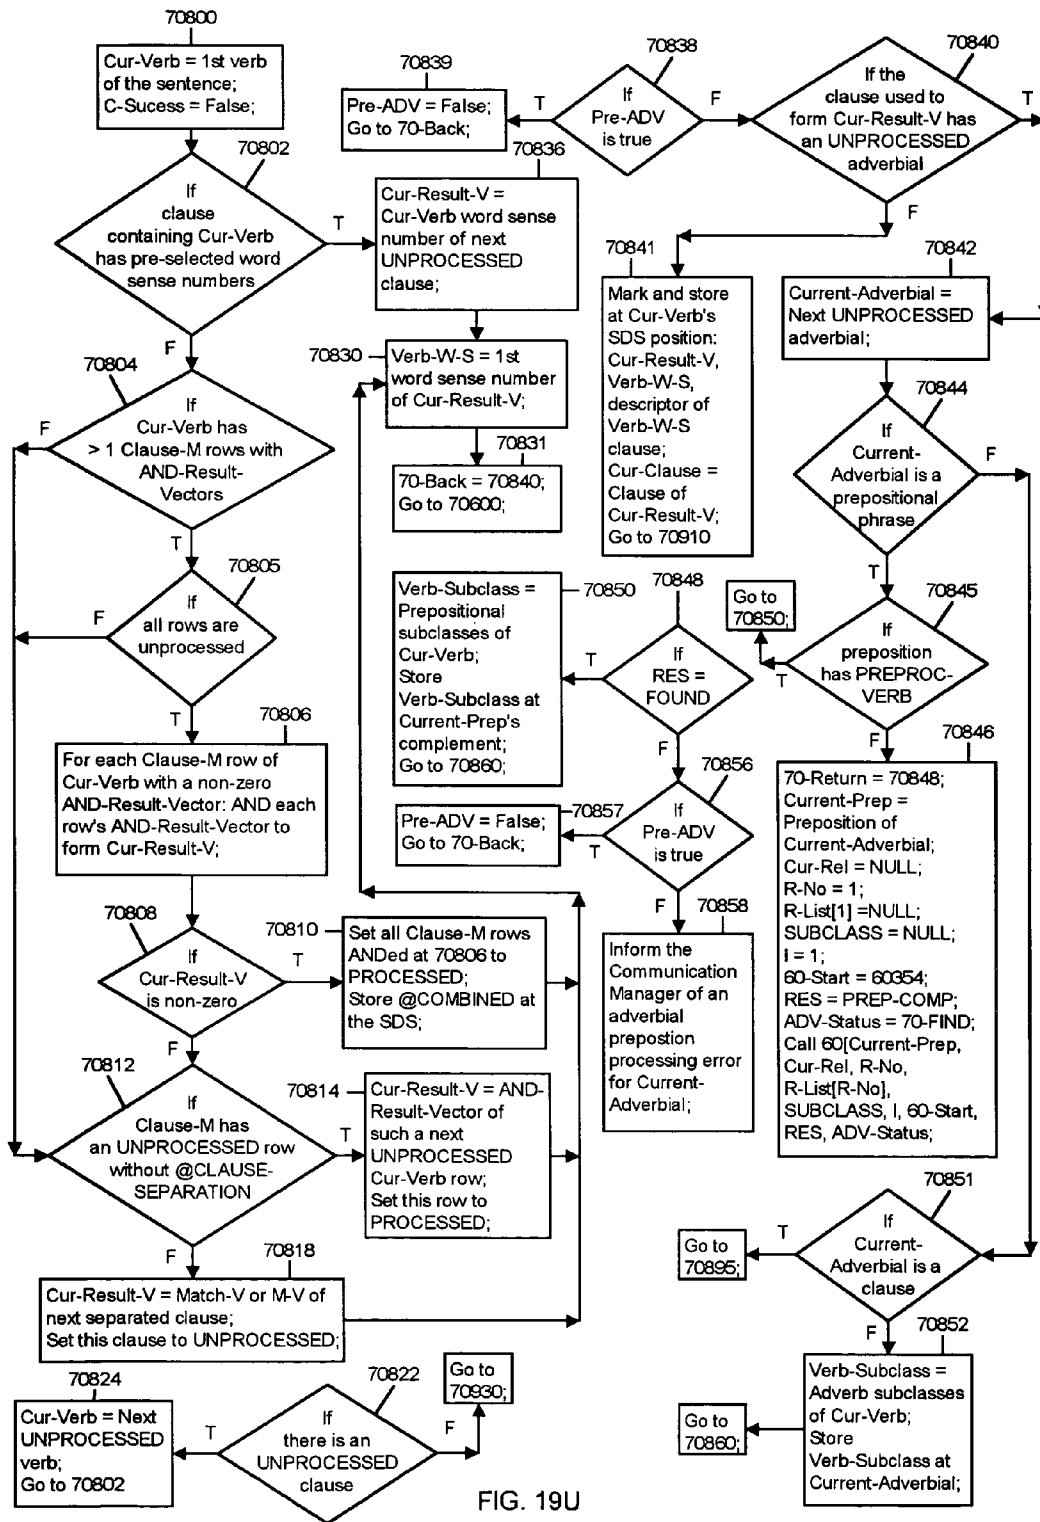 70800
Cur-Verb = 1st verb
of the sentence;
C-Sucess = False;
70802
If
clause
containing Cur-Verb
has pre-selected word
sense numbers
T
F
70836
Cur-Result-V =
Cur-Verb word sense
number of next
UNPROCESSED
clause;
70804
If
Cur-Verb has
> 1 Clause-M rows with
AND-Result-
Vectors
F
T
70805
If
all rows are
unprocessed
F
T
70806
For each Clause-M row of
Cur-Verb with a non-zero
AND-Result-Vector: AND each
row's AND-Result-Vector to
form Cur-Result-V;
70808
If
Cur-Result-V
is non-zero
T
F
70810
Set all Clause-M rows
ANDed at 70806 to
PROCESSED;
Store @COMBINED at
the SDS;
70812
If
Clause-M has
an UNPROCESSED row
without @CLAUSE-
SEPARATION
T
F
70814
Cur-Result-V = AND-
Result-Vector of
such a next
UNPROCESSED
Cur-Verb row;
Set this row to
PROCESSED;
70818
Cur-Result-V = Match-V or M-V of
next separated clause;
Set this clause to UNPROCESSED;
70824
Cur-Verb = Next
UNPROCESSED
verb;
Go to 70802
T
70822
If
there is an
UNPROCESSED
clause
F
Go to
70930;
70830
Verb-W-S = 1st
word sense number
of Cur-Result-V;
70831
70-Back = 70840;
Go to 70600;
70839
Pre-ADV = False;
Go to 70-Back;
T
70838
If
Pre-ADV
is true
F
70840
If the
clause used to
form Cur-Result-V has
an UNPROCESSED
adverbial
T
F
70841
Mark and store
at Cur-Verb's
SDS position:
Cur-Result-V,
Verb-W-S,
descriptor of
Verb-W-S
clause;
Cur-Clause =
Clause of
Cur-Result-V;
Go to 70910
70842
Current-Adverbial =
Next UNPROCESSED
adverbial;
70844
If
Current-
Adverbial is a
prepositional
phrase
F
T
70845
If
preposition
has PREPROC-
VERB
T
F
Go to
70850;
70846
70-Return = 70848;
Current-Prep =
Preposition of
Current-Adverbial;
Cur-Rel = NULL;
R-No = 1;
R-List[1] =NULL;
SUBCLASS = NULL;
I = 1;
60-Start = 60354;
RES = PREP-COMP;
ADV-Status = 70-FIND;
Call 60[Current-Prep,
Cur-Rel, R-No,
R-List[R-No],
SUBCLASS, I, 60-Start,
RES, ADV-Status;
70848
If
RES =
FOUND
T
F
70850
Verb-Subclass =
Prepositional
subclasses of
Cur-Verb;
Store
Verb-Subclass at
Current-Prep's
complement;
Go to 70860;
70856
If
Pre-ADV
is true
T
F
70857
Pre-ADV = False;
Go to 70-Back;
70858
Inform the
Communication
Manager of an
adverbial
prepostion
processing error
for Current-
Adverbial;
70851
If
Current-
Adverbial is a
clause
T
F
Go to
70895;
70852
Verb-Subclass =
Adverb subclasses
of Cur-Verb;
Store
Verb-Subclass at
Current-Adverbial;
Go to
70860;
FIG. 19U